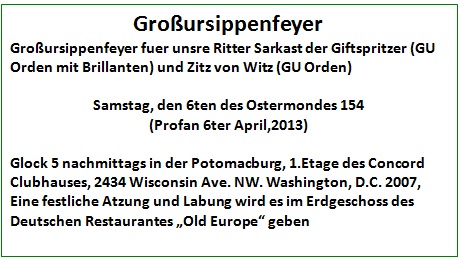 Großursippenfeyer
Großursippenfeyer fuer unsre Ritter Sarkast der Giftspritzer (GU
Orden mit Brillanten) und Zitz von Witz (GU Orden)
Samstag, den 6ten des Ostermondes 154
(Profan 6ter April,2013)
Glock 5 nachmittags in der Potomacburg, 1.Etage des Concord
Clubhauses, 2434 Wisconsin Ave. NW. Washington, D.C. 2007,
Eine festliche Atzung und Labung wird es im Erdgeschoss des
Deutschen Restaurantes „Old Europe“ geben